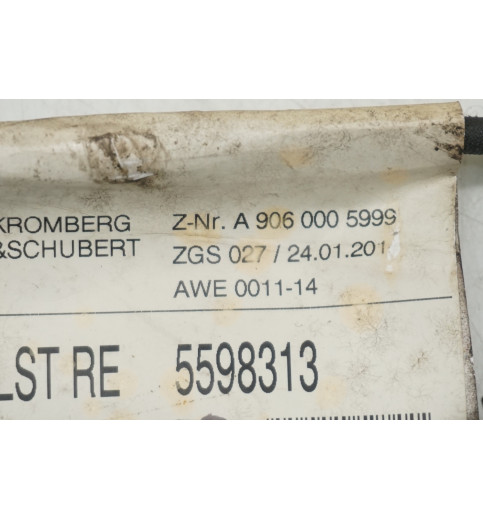 KROMBERG Z-Nr. A 906 000 5999
&SCHUBERT ZGS 027 / 24.01.201
AWE 0011-14
LST RE 5598313